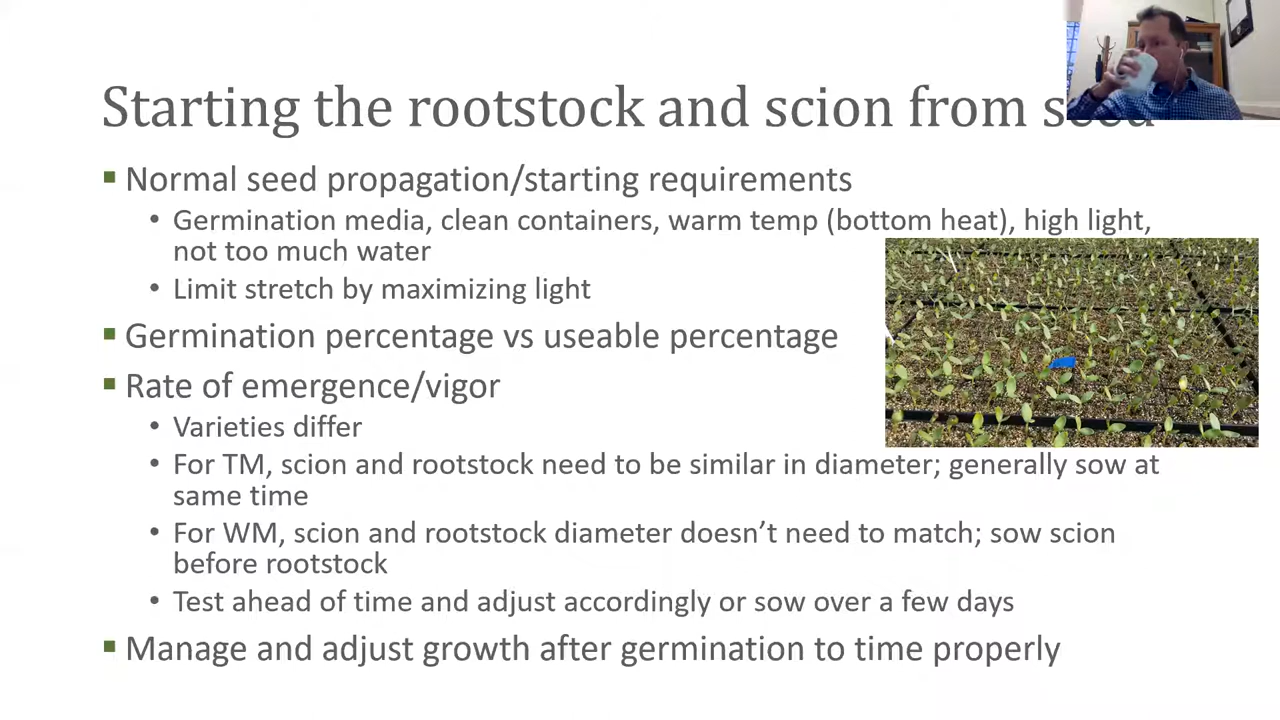 Starting the rootstock and scion from seed
▪ Normal seed propagation/starting requirements
• Germination media, clean containers, warm temp (bottom heat), high light,
not too much water
• Limit stretch by maximizing light
▪ Germination percentage vs useable percentage
▪ Rate of emergence/vigor
• Varieties differ
• For TM, scion and rootstock need to be similar in diameter; generally sow at
same time
• For WM, scion and rootstock diameter doesn’t need to match; sow scion
before rootstock
• Test ahead of time and adjust accordingly or sow over a few days
▪ Manage and adjust growth after germination to time properly